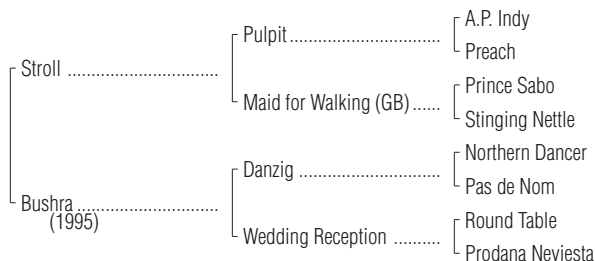 A.P. Indy
Pulpit................................
Preach
Stroll ................................
Prince Sabo
Maid for Walking (GB)......
Stinging Nettle
Northern Dancer
Danzig ..............................
Pas de Nom
Bushra..............................
(1995)
Round Table
Wedding Reception ..........
Prodana Neviesta